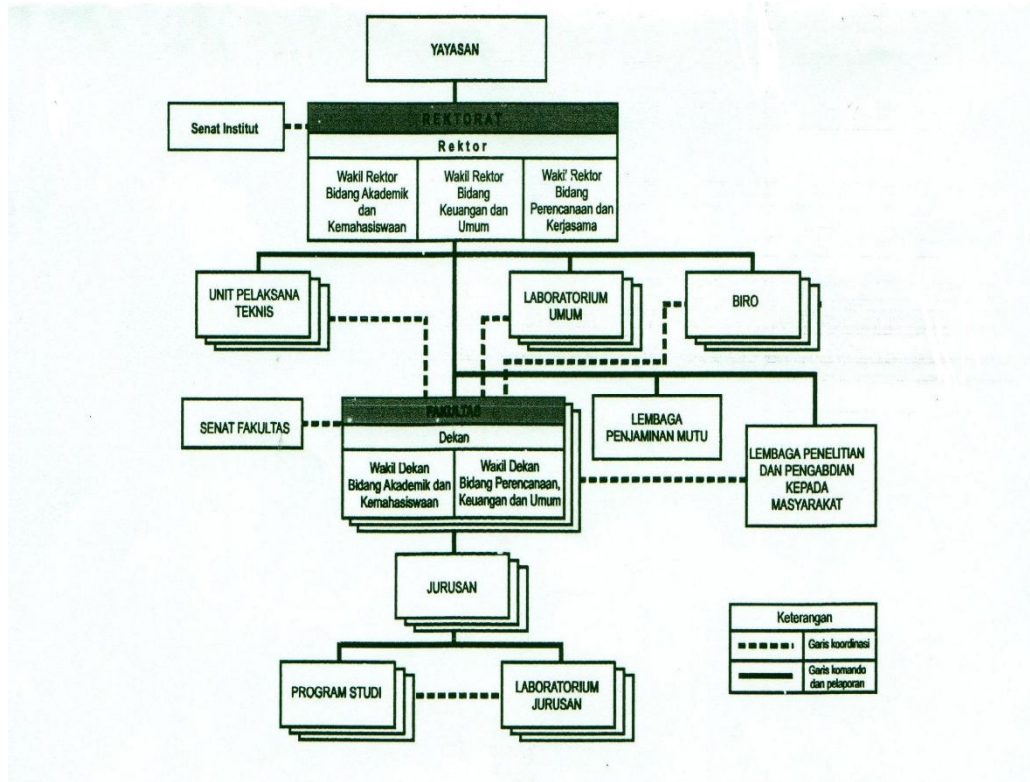 YAYASAN
Senat Institut
REKTORAT
Rektor
Wakil Rektor
Bidang Akademik
dan
Kemahasiswaan
Wakil Rektor
Bidang
Keuangan dan
Umum
Wakil Rektor
Bidang
Perencanaan dan
Kerjasama
UNIT PELAKSANA
TEKNIS
LABORATORIUM
UMUM
BIRO
SENAT FAKULTAS
FAKULTAS
Dekan
Wakil Dekan
Bidang Akademik dan
Kemahasiswaan
Wakil Dekan
Bidang Perencanaan,
Keuangan dan Umum
LEMBAGA
PENJAMINAN MUTU
LEMBAGA PENELITIAN
DAN PENGABDIAN
KEPADA
MASYARAKAT
JURUSAN
PROGRAM STUDI
LABORATORIUM
JURUSAN
Keterangan
Garis koordinasi
Garis komando
dan pelaporan